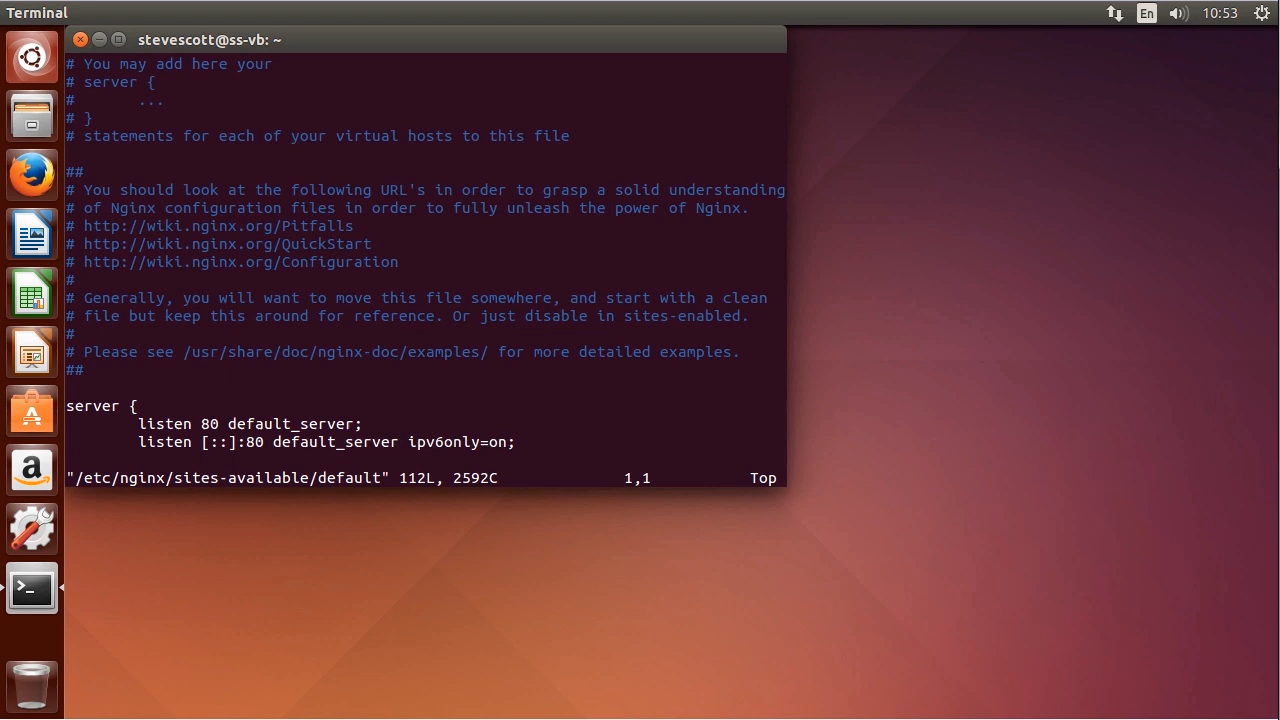 Terminal
En
10:53
stevescott@ss-vb: ~
# You may add here your
# server {
#       ...
# }
# statements for each of your virtual hosts to this file
##
# You should look at the following URL's in order to grasp a solid understanding
# of Nginx configuration files in order to fully unleash the power of Nginx.
# http://wiki.nginx.org/Pitfalls
# http://wiki.nginx.org/QuickStart
# http://wiki.nginx.org/Configuration
#
# Generally, you will want to move this file somewhere, and start with a clean
# file but keep this around for reference. Or just disable in sites-enabled.
#
# Please see /usr/share/doc/nginx-doc/examples/ for more detailed examples.
##
server {
        listen 80 default_server;
        listen [::]:80 default_server ipv6only=on;
"/etc/nginx/sites-available/default" 112L, 2592C 1,1 Top